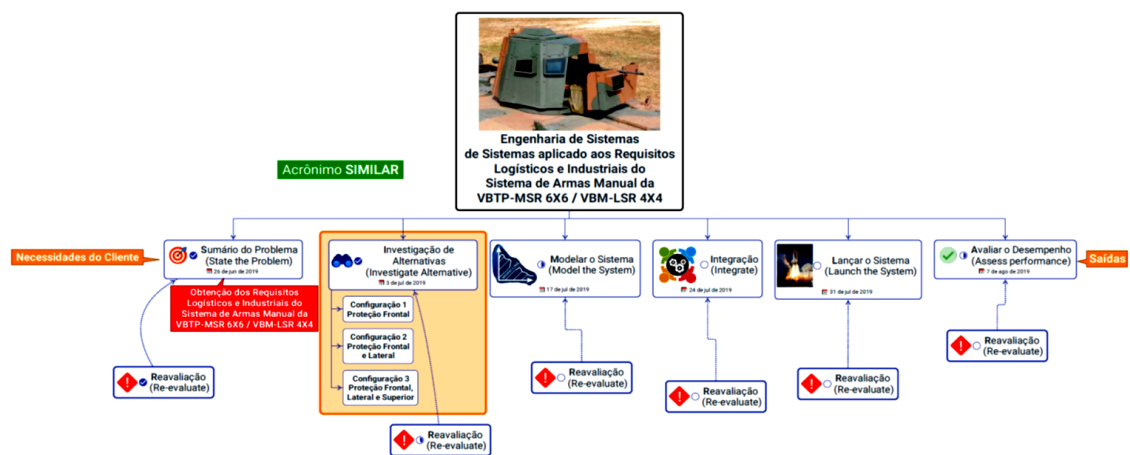 Engenharia de Sistemas
de Sistemas aplicado aos Requisitos
Logísticos e Industriais do
Sistema de Armas Manual da
VBTP-MSR 6X6 / VBM-LSR 4X4
Acrônimo SIMILAR
Necessidades do Cliente
Sumário do Problema
(State the Problem)
26 de jun de 2019
Obtenção dos Requisitos
Logísticos e Industriais do
Sistema de Armas Manual da
VBTP-MSR 6X6 / VBM-LSR 4X4
Reavaliação
(Re-evaluate)
Investigação de
Alternativas
(Investigate Alternative)
3 de jul de 2019
Configuração 1
Proteção Frontal
Configuração 2
Proteção Frontal
e Lateral
Configuração 3
Proteção Frontal,
Lateral e Superior
Reavaliação
(Re-evaluate)
Modelar o Sistema
(Model the System)
17 de jul de 2019
Reavaliação
(Re-evaluate)
Integração
(Integrate)
24 de jul de 2019
Reavaliação
(Re-evaluate)
Lançar o Sistema
(Launch the System)
31 de jul de 2019
Reavaliação
(Re-evaluate)
Avaliar o Desempenho
(Assess performance)
7 de ago de 2019
Saídas
Reavaliação
(Re-evaluate)